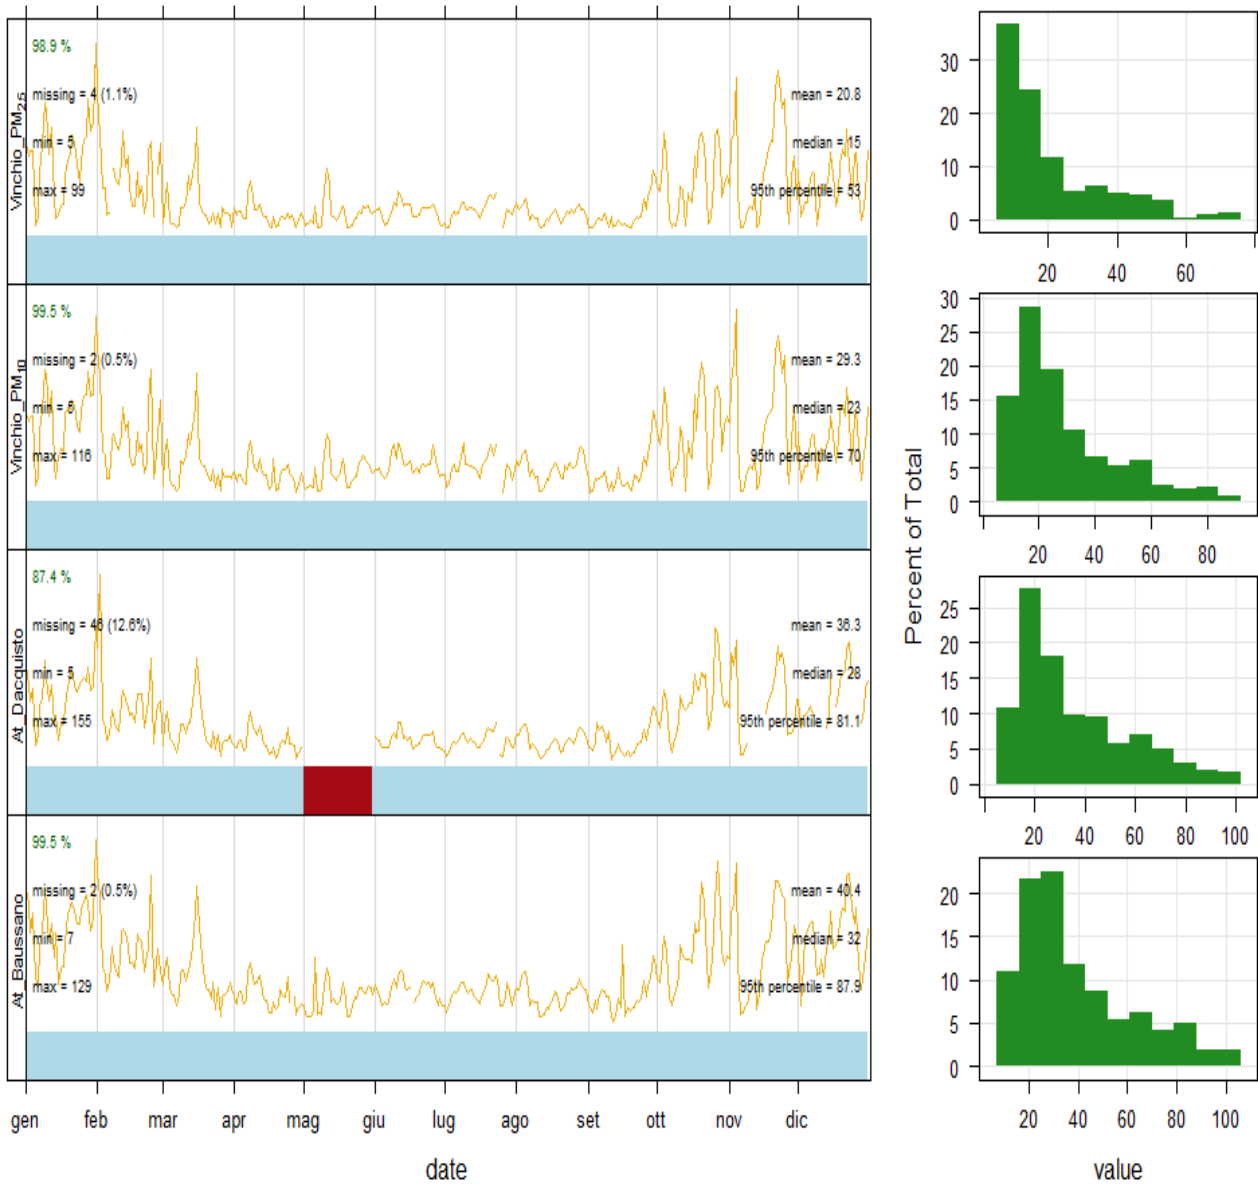 Vinchio_PM2.5
98.9 %
missing = 4 (1.1%)
min = 5
max = 99
mean = 20.8
median = 15
95th percentile = 53
Vinchio_PM10
99.5 %
missing = 2 (0.5%)
min = 5
max = 116
mean = 29.3
median = 23
95th percentile = 70
At_Dacquisto
87.4 %
missing = 46 (12.6%)
min = 5
max = 155
mean = 36.3
median = 28
95th percentile = 81.1
At_Baussano
99.5 %
missing = 2 (0.5%)
min = 7
max = 129
mean = 40.4
median = 32
95th percentile = 87.9
gen feb mar apr mag giu lug ago set ott nov dic
date
Percent of Total
30
20
10
0
20 40 60
30
25
20
15
10
5
0
20 40 60 80
25
20
15
10
5
0
20 40 60 80 100
20
15
10
5
0
20 40 60 80 100
value